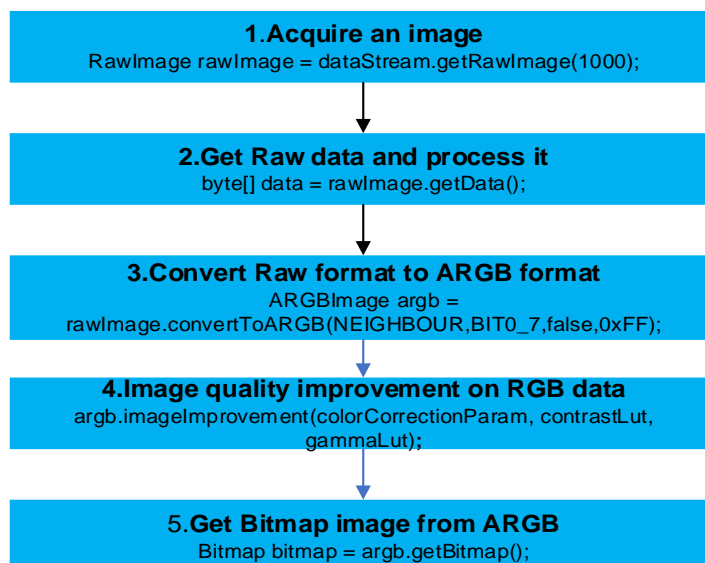 1.Acquire an image
RawImage rawImage = dataStream.getRawImage(1000);
2.Get Raw data and process it
byte[] data = rawImage.getData();
3.Convert Raw format to ARGB format
ARGBImage argb =
rawImage.convertToARGB(NEIGHBOUR,BIT0_7,false,0xFF);
4.Image quality improvement on RGB data
argb.imageImprovement(colorCorrectionParam, contrastLut,
gammaLut);
5.Get Bitmap image from ARGB
Bitmap bitmap = argb.getBitmap();